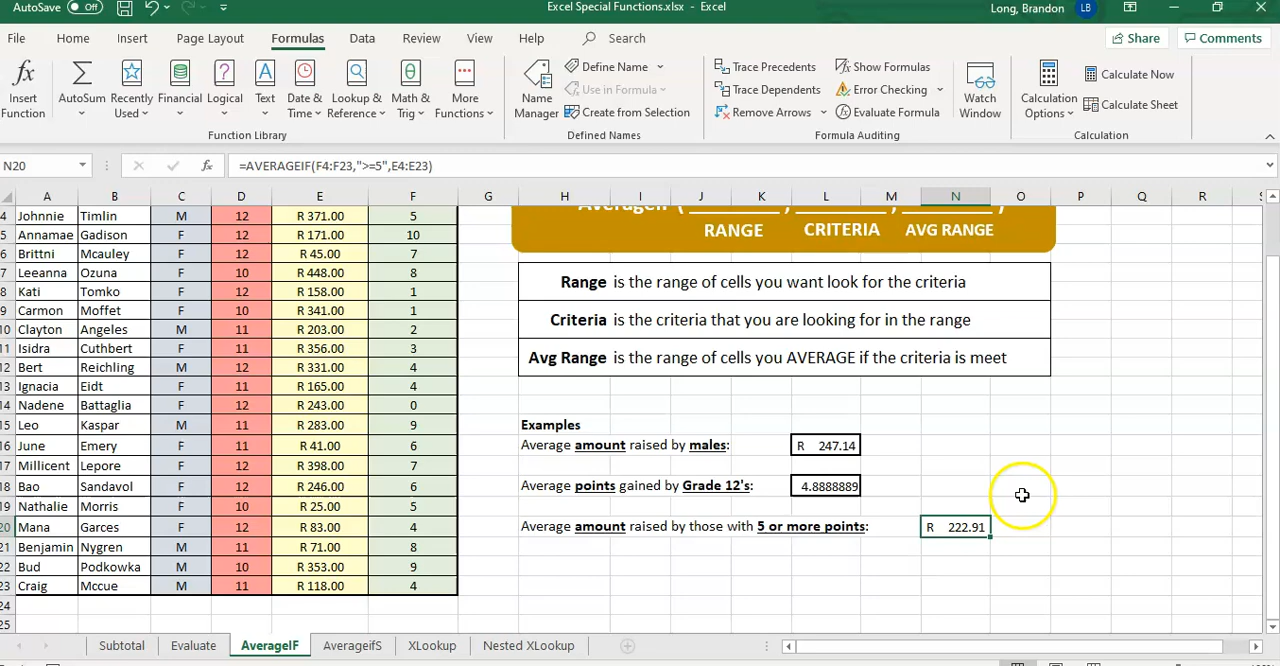 AutoSave Off Excel Special Functions.xlsx - Excel Long, Brandon LB
File Home Insert Page Layout Formulas Data Review View Help Search Share Comments
fx Insert Function
AutoSum Recently Used Financial Logical Text Date & Time Lookup & Reference Math & Trig More Functions
Function Library
Name Manager
Define Name
Use in Formula
Create from Selection
Defined Names
Trace Precedents
Trace Dependents
Remove Arrows
Show Formulas
Error Checking
Evaluate Formula
Formula Auditing
Watch Window
Calculation Options
Calculate Now
Calculate Sheet
Calculation
N20 fx =AVERAGEIF(F4:F23,">=5",E4:E23)
A B C D E F G H I J K L M N O P Q R S
4 Johnnie Timlin M 12 R 371.00 5
5 Annamae Gadison F 12 R 171.00 10
6 Brittni Mcauley F 12 R 45.00 7
7 Leeanna Ozuna F 10 R 448.00 8
8 Kati Tomko F 12 R 158.00 1
9 Carmon Moffet F 10 R 341.00 1
10 Clayton Angeles M 11 R 203.00 2
11 Isidra Cuthbert F 11 R 356.00 3
12 Bert Reichling M 12 R 331.00 4
13 Ignacia Eidt F 11 R 165.00 4
14 Nadene Battaglia F 12 R 243.00 0
15 Leo Kaspar M 11 R 283.00 9
16 June Emery F 12 R 41.00 6
17 Millicent Lepore F 12 R 398.00 7
18 Bao Sandavol F 12 R 246.00 6
19 Nathalie Morris F 10 R 25.00 5
20 Mana Garces F 12 R 83.00 4
21 Benjamin Nygren M 11 R 71.00 8
22 Bud Podkowka M 10 R 353.00 9
23 Craig Mccue M 11 R 118.00 4
24
25
AverageIf ( ______ , ______ , ______ )
RANGE CRITERIA AVG RANGE
Range is the range of cells you want look for the criteria
Criteria is the criteria that you are looking for in the range
Avg Range is the range of cells you AVERAGE if the criteria is meet
Examples
Average amount raised by males: R 247.14
Average points gained by Grade 12's: 4.8888889
Average amount raised by those with 5 or more points: R 222.91
Subtotal Evaluate AverageIF AverageifS XLookup Nested XLookup